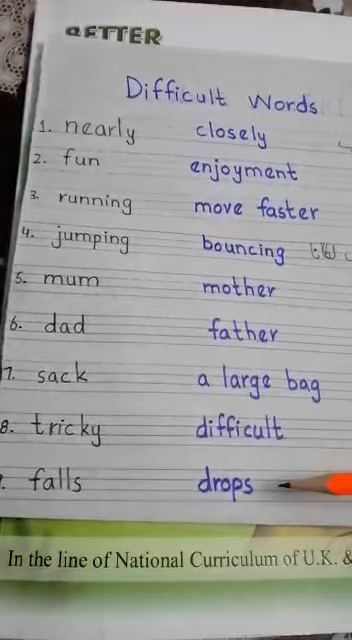 BETTER
Difficult Words
1. nearly closely
2. fun enjoyment
3. running move faster
4. jumping bouncing
5. mum mother
6. dad father
7. sack a large bag
8. tricky difficult
falls drops
In the line of National Curriculum of U.K. &